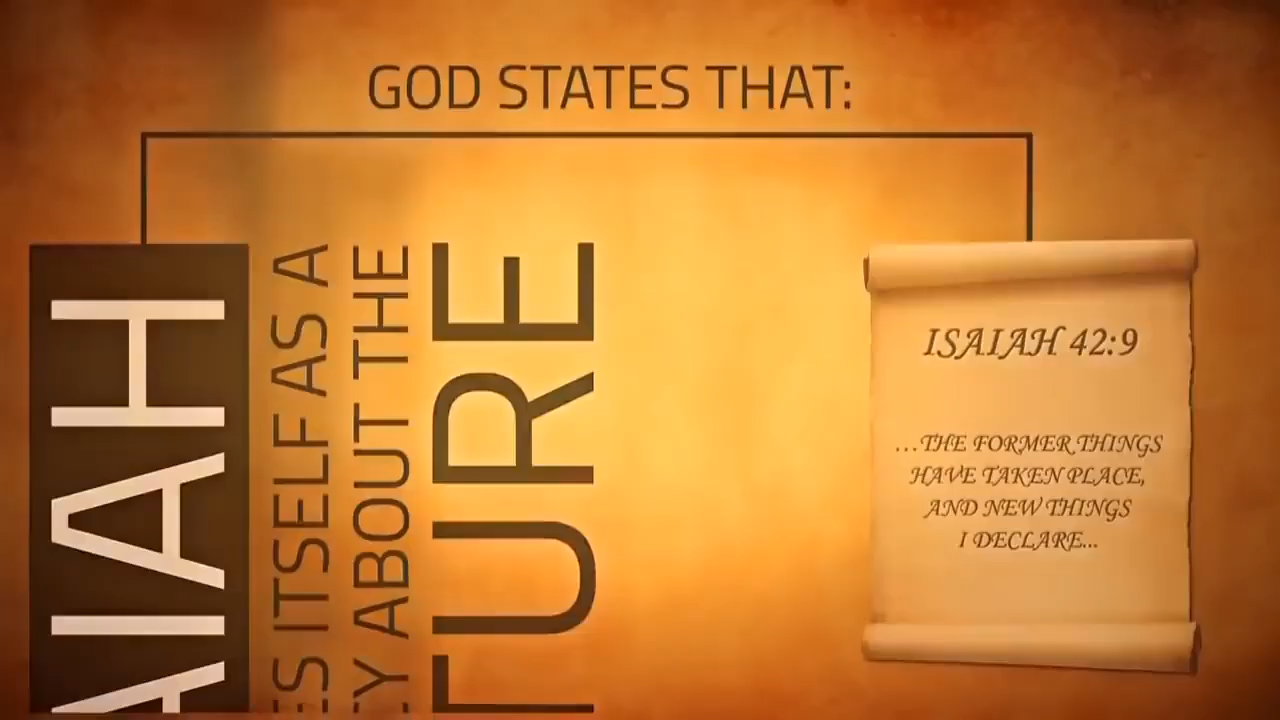 GOD STATES THAT:
AIAH
ITSELF AS A
ABOUT THE
TURE
ISAIAH 42:9
...THE FORMER THINGS
HAVE TAKEN PLACE,
AND NEW THINGS
I DECLARE...